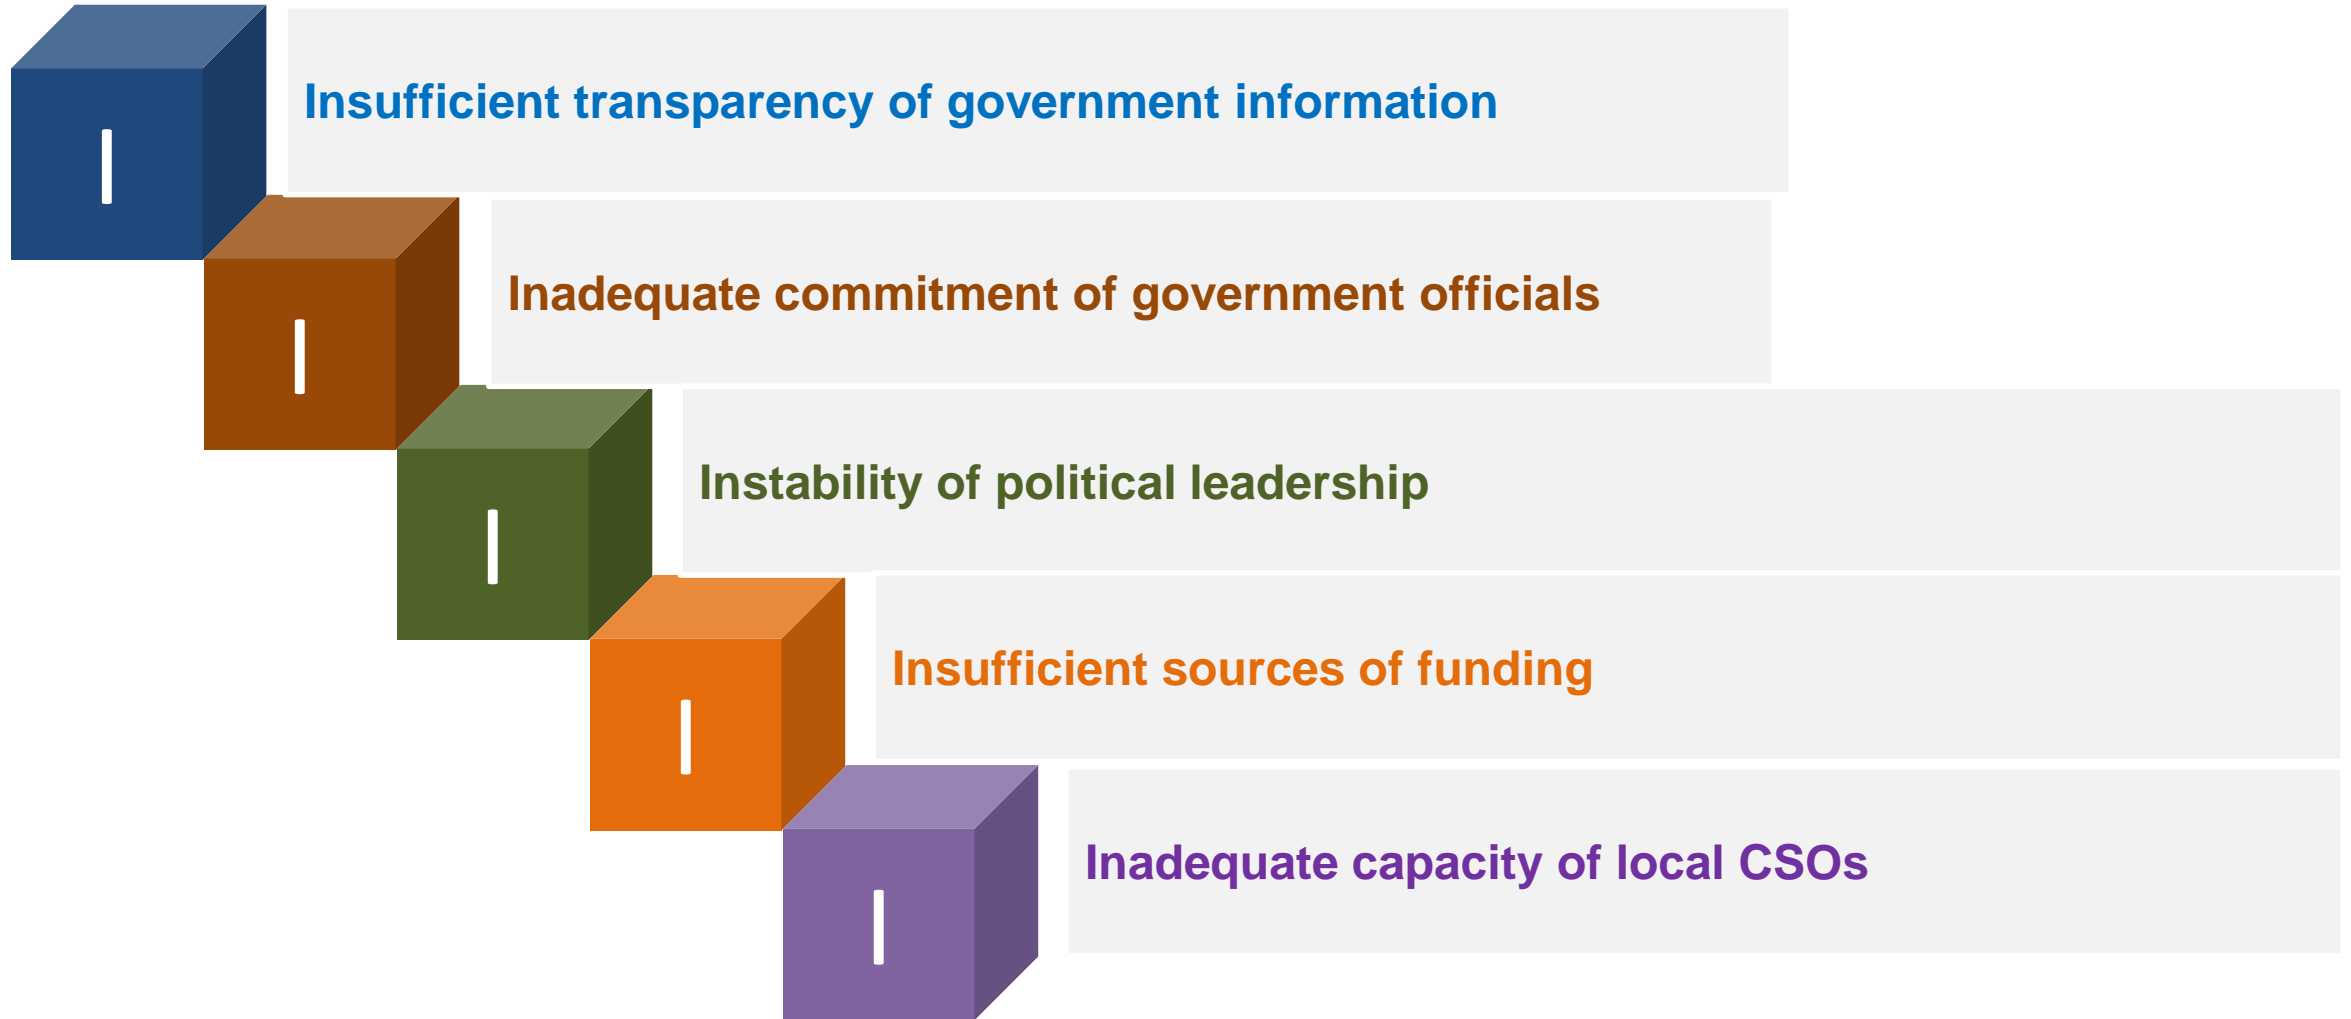 I
Insufficient transparency of government information
I
Inadequate commitment of government officials
I
Instability of political leadership
I
Insufficient sources of funding
I
Inadequate capacity of local CSOs